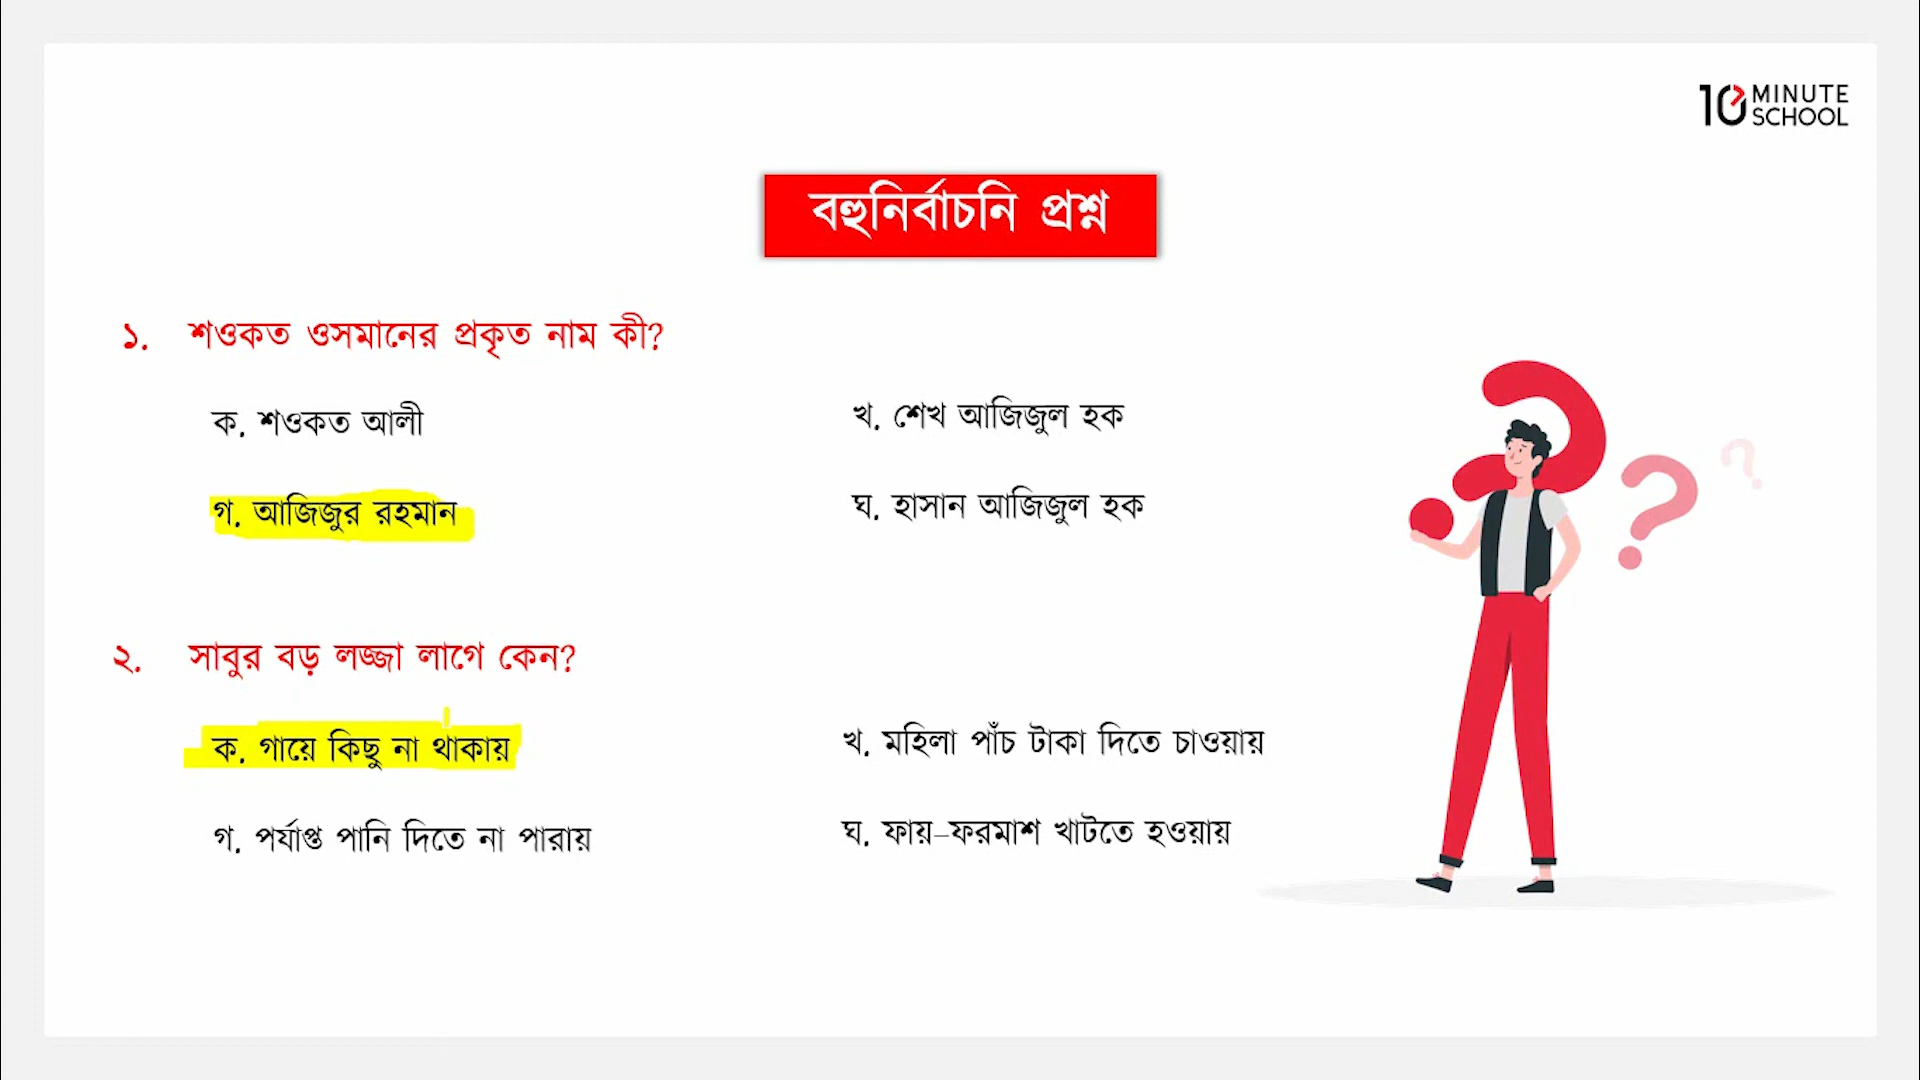 10 MINUTE
SCHOOL
বহুনির্বাচনি প্রশ্ন
১. শওকত ওসমানের প্রকৃত নাম কী?
ক. শওকত আলী
খ. শেখ আজিজুল হক
গ. আজিজুর রহমান
ঘ. হাসান আজিজুল হক
২. সাবুর বড় লজ্জা লাগে কেন?
ক. গায়ে কিছু না থাকায়
খ. মহিলা পাঁচ টাকা দিতে চাওয়ায়
গ. পর্যাপ্ত পানি দিতে না পারায়
ঘ. ফায়-ফরমাশ খাটতে হওয়ায়